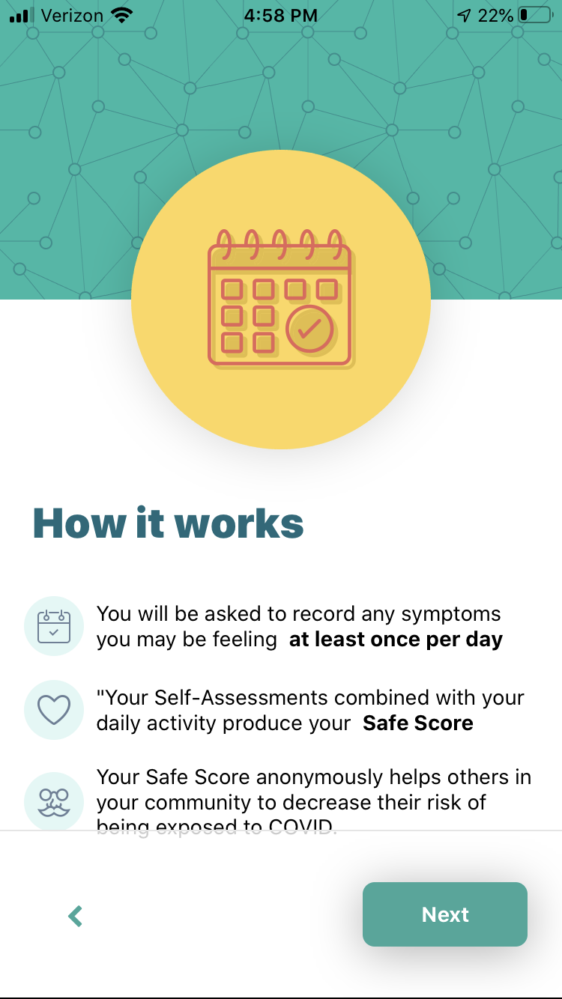 Verizon 4:58 PM 22%
How it works
You will be asked to record any symptoms
you may be feeling at least once per day
"Your Self-Assessments combined with your
daily activity produce your Safe Score
Your Safe Score anonymously helps others in
your community to decrease their risk of
being exposed to COVID.
Next